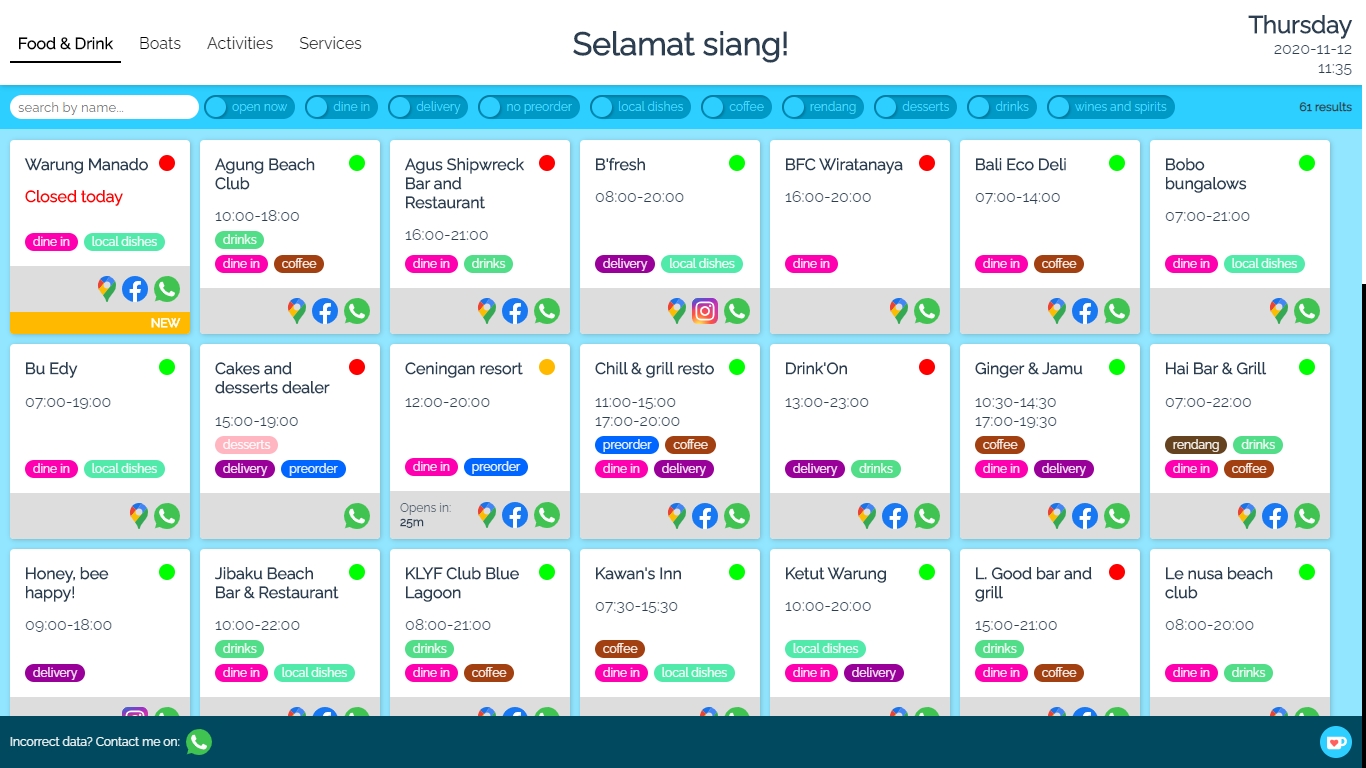 Food & Drink
Boats
Activities
Services
Selamat siang!
Thursday
2020-11-12
11:35
search by name...
open now
dine in
delivery
no preorder
local dishes
coffee
rendang
desserts
drinks
wines and spirits
61 results
Warung Manado
Closed today
dine in local dishes
NEW
Agung Beach
Club
10:00-18:00
drinks
dine in coffee
Agus Shipwreck
Bar and
Restaurant
16:00-21:00
dine in drinks
B'fresh
08:00-20:00
delivery local dishes
BFC Wiratanaya
16:00-20:00
dine in
Bali Eco Deli
07:00-14:00
dine in coffee
Bobo
bungalows
07:00-21:00
dine in local dishes
Bu Edy
07:00-19:00
dine in local dishes
Cakes and
desserts dealer
15:00-19:00
desserts
delivery preorder
Ceningan resort
12:00-20:00
dine in preorder
Opens in:
25m
Chill & grill resto
11:00-15:00
17:00-20:00
preorder coffee
dine in delivery
Drink'On
13:00-23:00
delivery drinks
Ginger & Jamu
10:30-14:30
17:00-19:30
coffee
dine in delivery
Hai Bar & Grill
07:00-22:00
rendang drinks
dine in coffee
Honey, bee
happy!
09:00-18:00
delivery
Jibaku Beach
Bar & Restaurant
10:00-22:00
drinks
dine in local dishes
KLYF Club Blue
Lagoon
08:00-21:00
drinks
dine in coffee
Kawan's Inn
07:30-15:30
coffee
dine in local dishes
Ketut Warung
10:00-20:00
local dishes
dine in delivery
L. Good bar and
grill
15:00-21:00
drinks
dine in coffee
Le nusa beach
club
08:00-20:00
dine in drinks
Incorrect data? Contact me on: